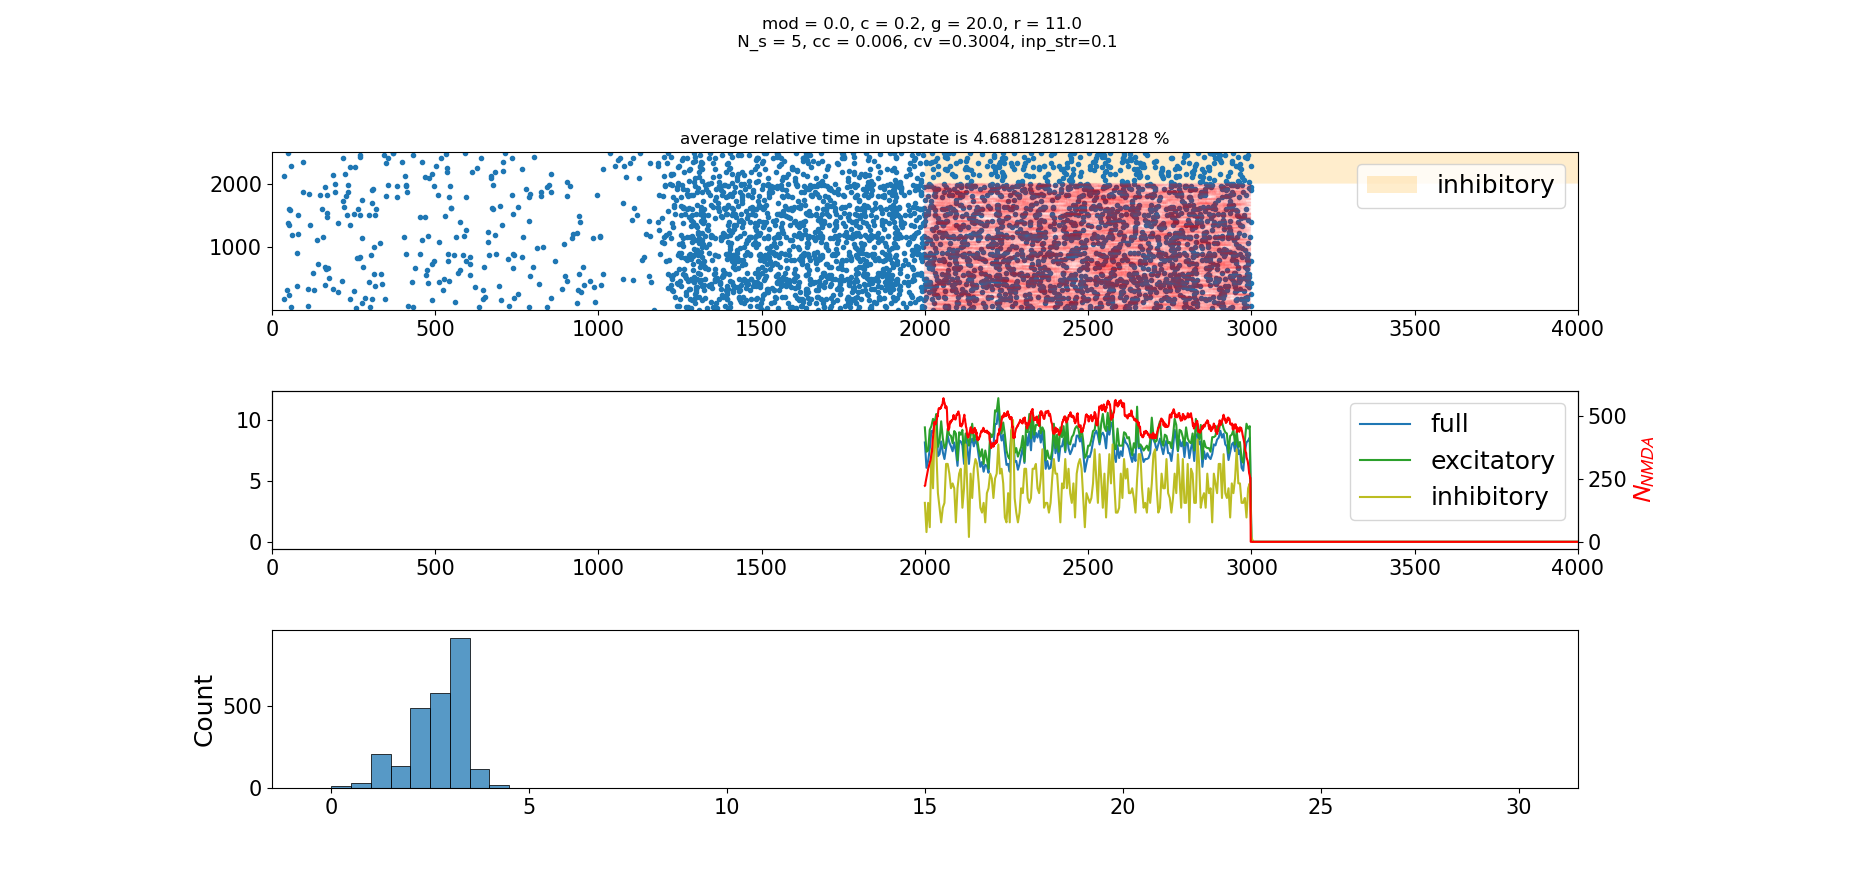 mod = 0.0, c = 0.2, g = 20.0, r = 11.0
N_s = 5, cc = 0.006, cv =0.3004, inp_str=0.1
average relative time in upstate is 4.688128128128128 %
2000
1000
inhibitory
0 500 1000 1500 2000 2500 3000 3500 4000
10
5
0
full
excitatory
inhibitory
500
250
0
N_NMDA
0 500 1000 1500 2000 2500 3000 3500 4000
Count
500
0
0 5 10 15 20 25 30